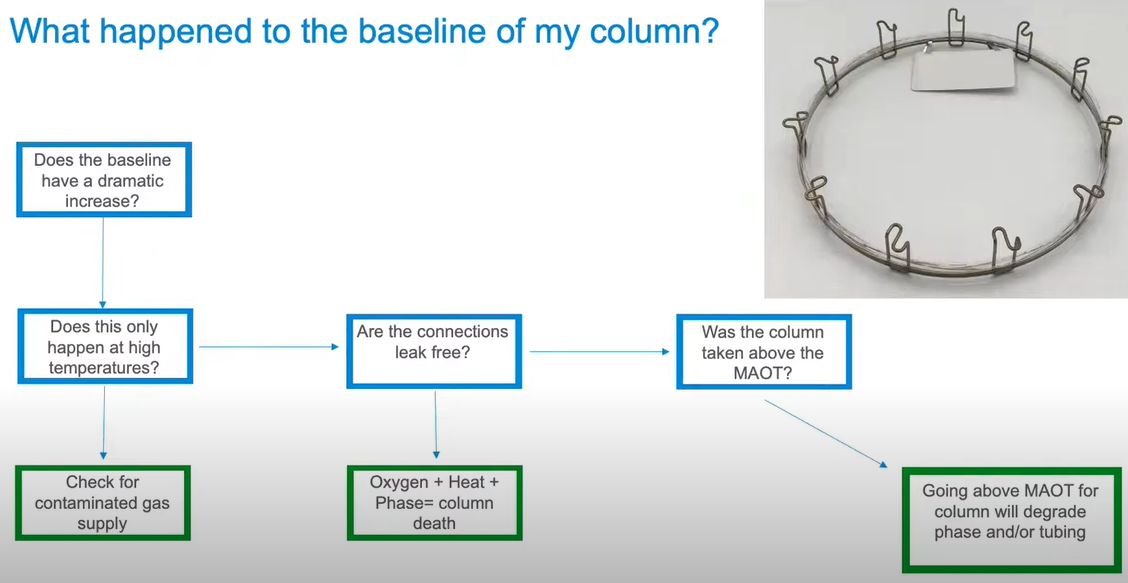 What happened to the baseline of my column?
Does the baseline
have a dramatic
increase?
Does this only
happen at high
temperatures?
Are the connections
leak free?
Was the column
taken above the
MAOT?
Check for
contaminated gas
supply
Oxygen + Heat +
Phase= column
death
Going above MAOT for
column will degrade
phase and/or tubing